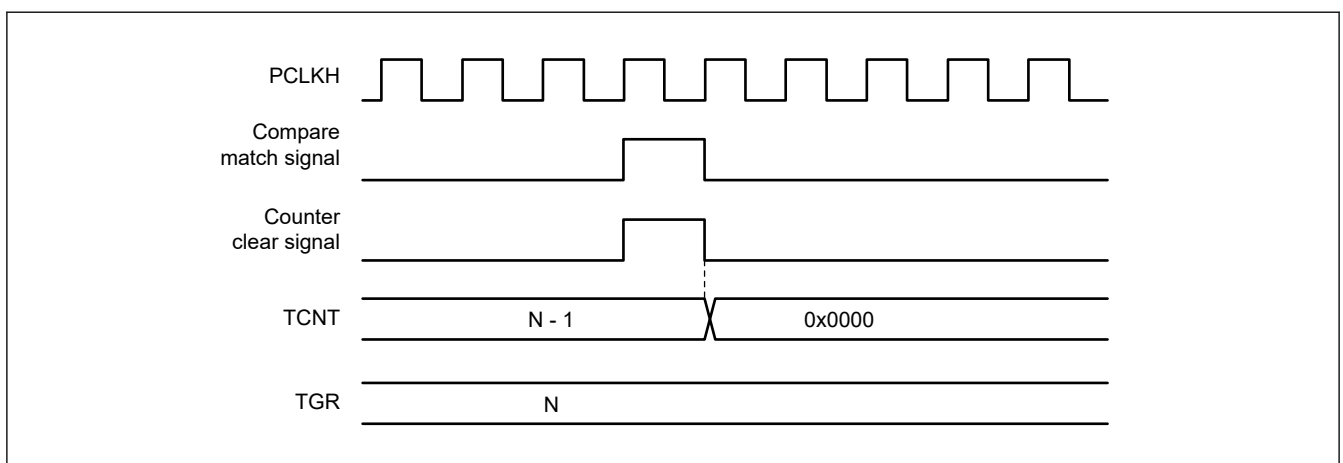 PCLKH
Compare
match signal
Counter
clear signal
TCNT
N - 1
0x0000
TGR
N